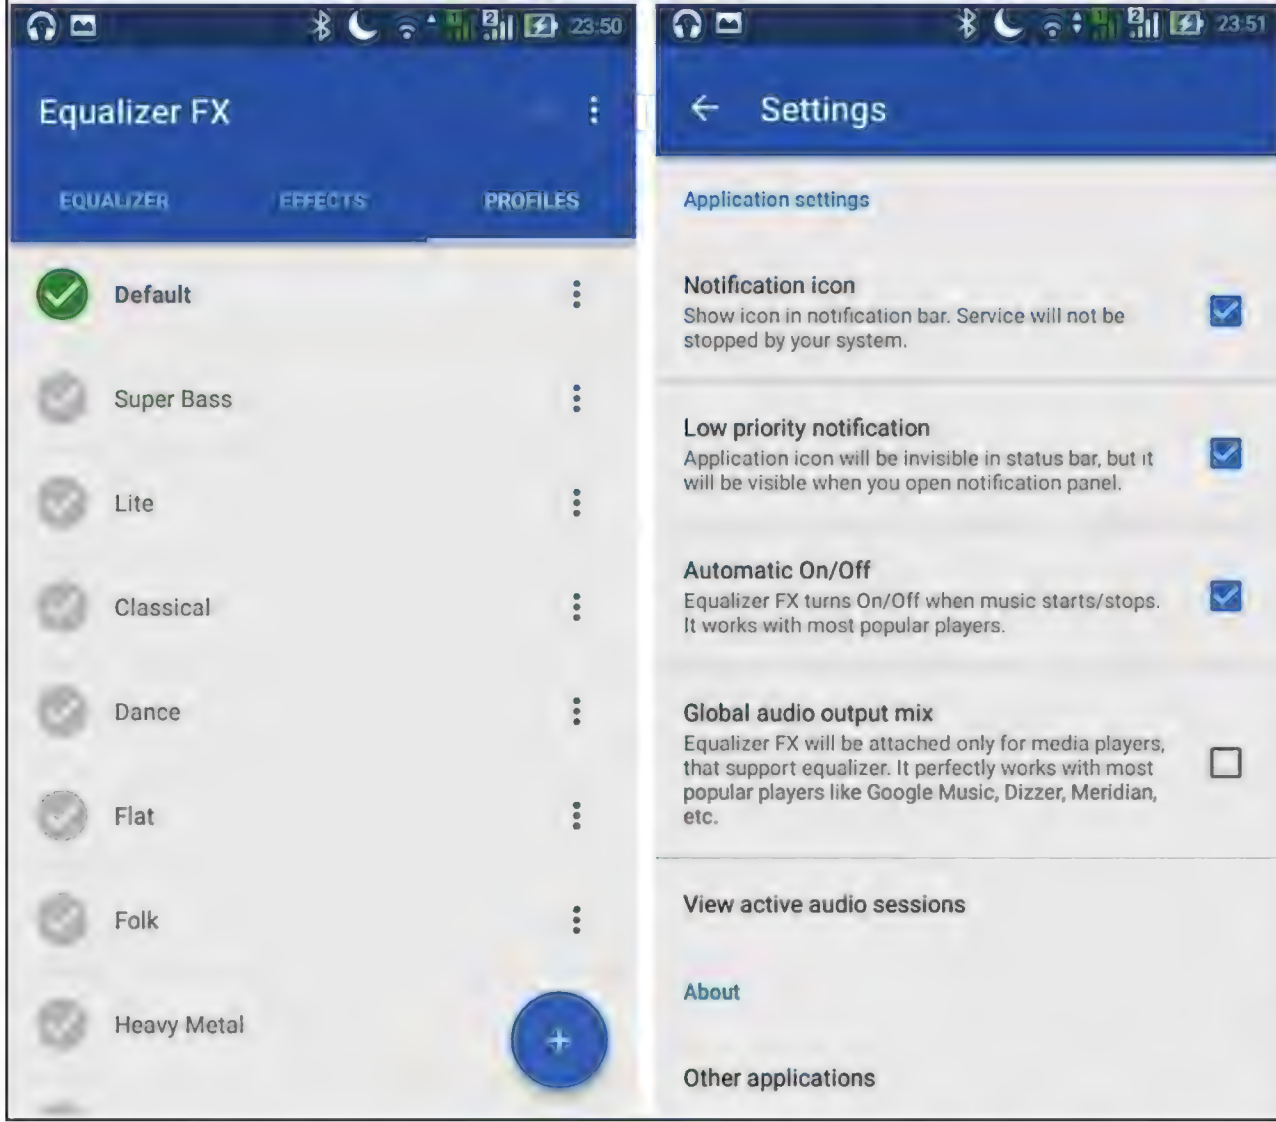 23:50
Equalizer FX
EQUALIZER EFFECTS PROFILES
Default
Super Bass
Lite
Classical
Dance
Flat
Folk
Heavy Metal
+
23:51
Settings
Application settings
Notification icon
Show icon in notification bar. Service will not be
stopped by your system.
Low priority notification
Application icon will be invisible in status bar, but it
will be visible when you open notification panel.
Automatic On/Off
Equalizer FX turns On/Off when music starts/stops.
It works with most popular players.
Global audio output mix
Equalizer FX will be attached only for media players,
that support equalizer. It perfectly works with most
popular players like Google Music, Dizzer, Meridian,
etc.
View active audio sessions
About
Other applications